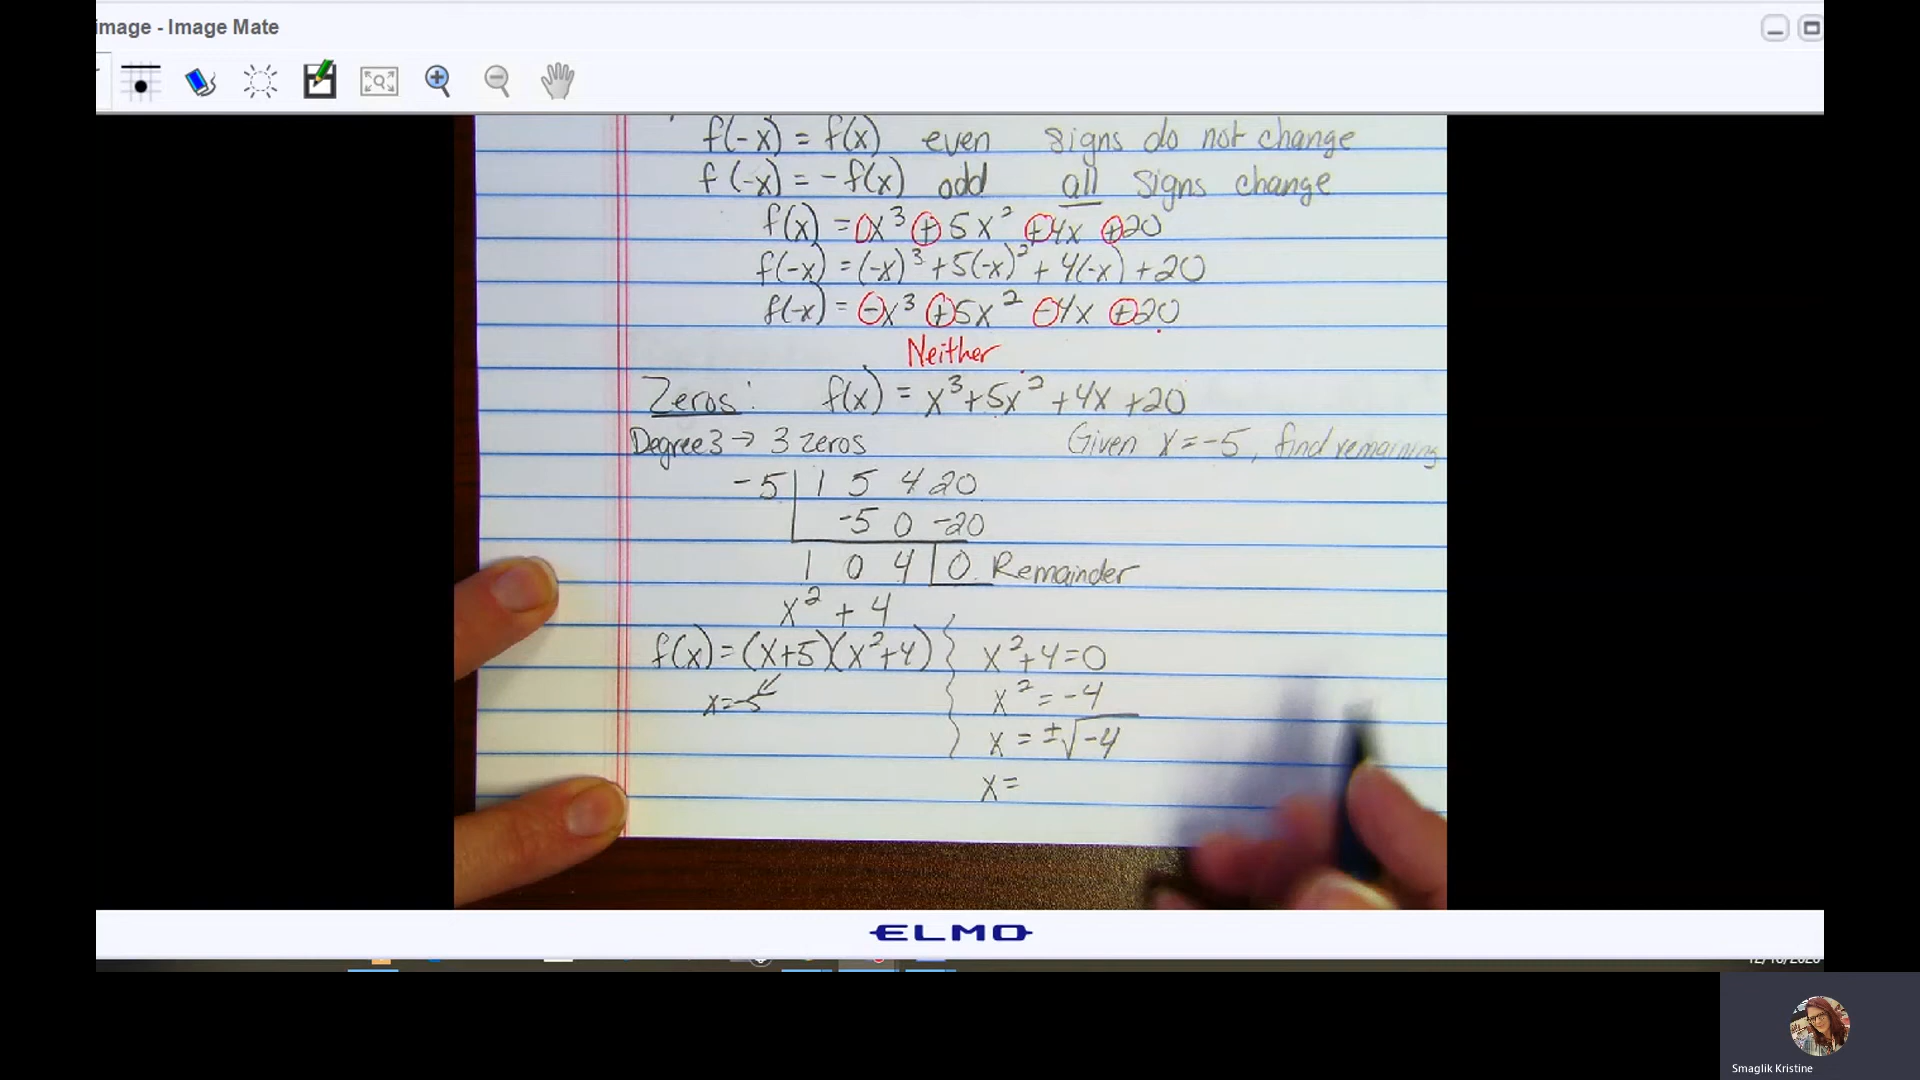 image - Image Mate
f(-x) = f(x) even signs do not change
f(-x) = -f(x) odd all signs change
f(x) = x³ + 5x² + 4x + 20
f(-x) = (-x)³ + 5(-x)² + 4(-x) + 20
f(-x) = -x³ + 5x² - 4x + 20
Neither
Zeros: f(x) = x³ + 5x² + 4x + 20
Degree 3 → 3 zeros Given x = -5, find remaining
-5 | 1 5 4 20
-5 0 -20
1 0 4 | 0 Remainder
x² + 4
f(x) = (x+5)(x²+4) x² + 4 = 0
x = -5 x² = -4
x = ±√-4
x =
ELMO
Smaglik Kristine